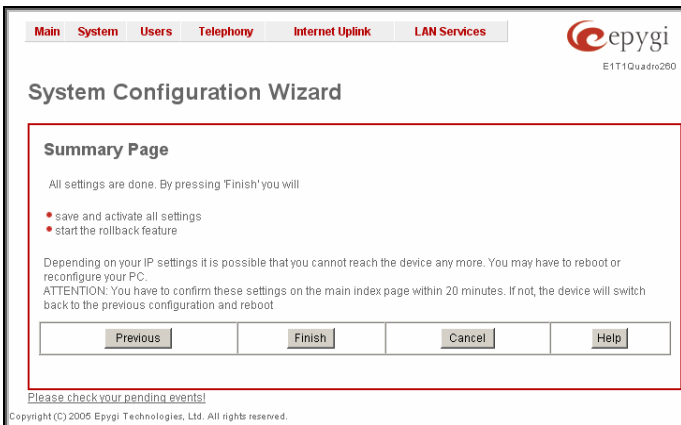 Main System Users Telephony Internet Uplink LAN Services
epygi
E1T1Quadro260
System Configuration Wizard
Summary Page
All settings are done. By pressing 'Finish' you will
save and activate all settings
start the rollback feature
Depending on your IP settings it is possible that you cannot reach the device any more. You may have to reboot or
reconfigure your PC.
ATTENTION: You have to confirm these settings on the main index page within 20 minutes. If not, the device will switch
back to the previous configuration and reboot
Previous Finish Cancel Help
Please check your pending events!
Copyright (C) 2005 Epygi Technologies, Ltd. All rights reserved.